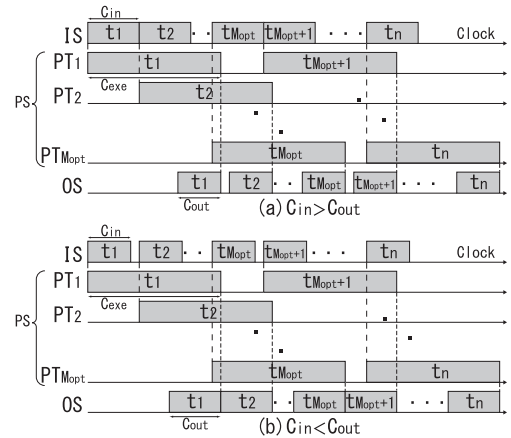 Cin
IS t1 t2 ·· tMopt tMopt+1 ··· tn Clock
PT1 t1 tMopt+1
Cexe
PT2 t2
PS
PTMopt tMopt tn
OS t1 t2 ·· tMopt tMopt+1 ··· tn
Cout
(a) Cin>Cout
Cin
IS t1 t2 ·· tMopt tMopt+1 ··· tn Clock
PT1 t1 tMopt+1
Cexe
PT2 t2
PS
PTMopt tMopt tn
OS t1 t2 ·· tMopt tMopt+1 ··· tn
Cout
(b) Cin<Cout